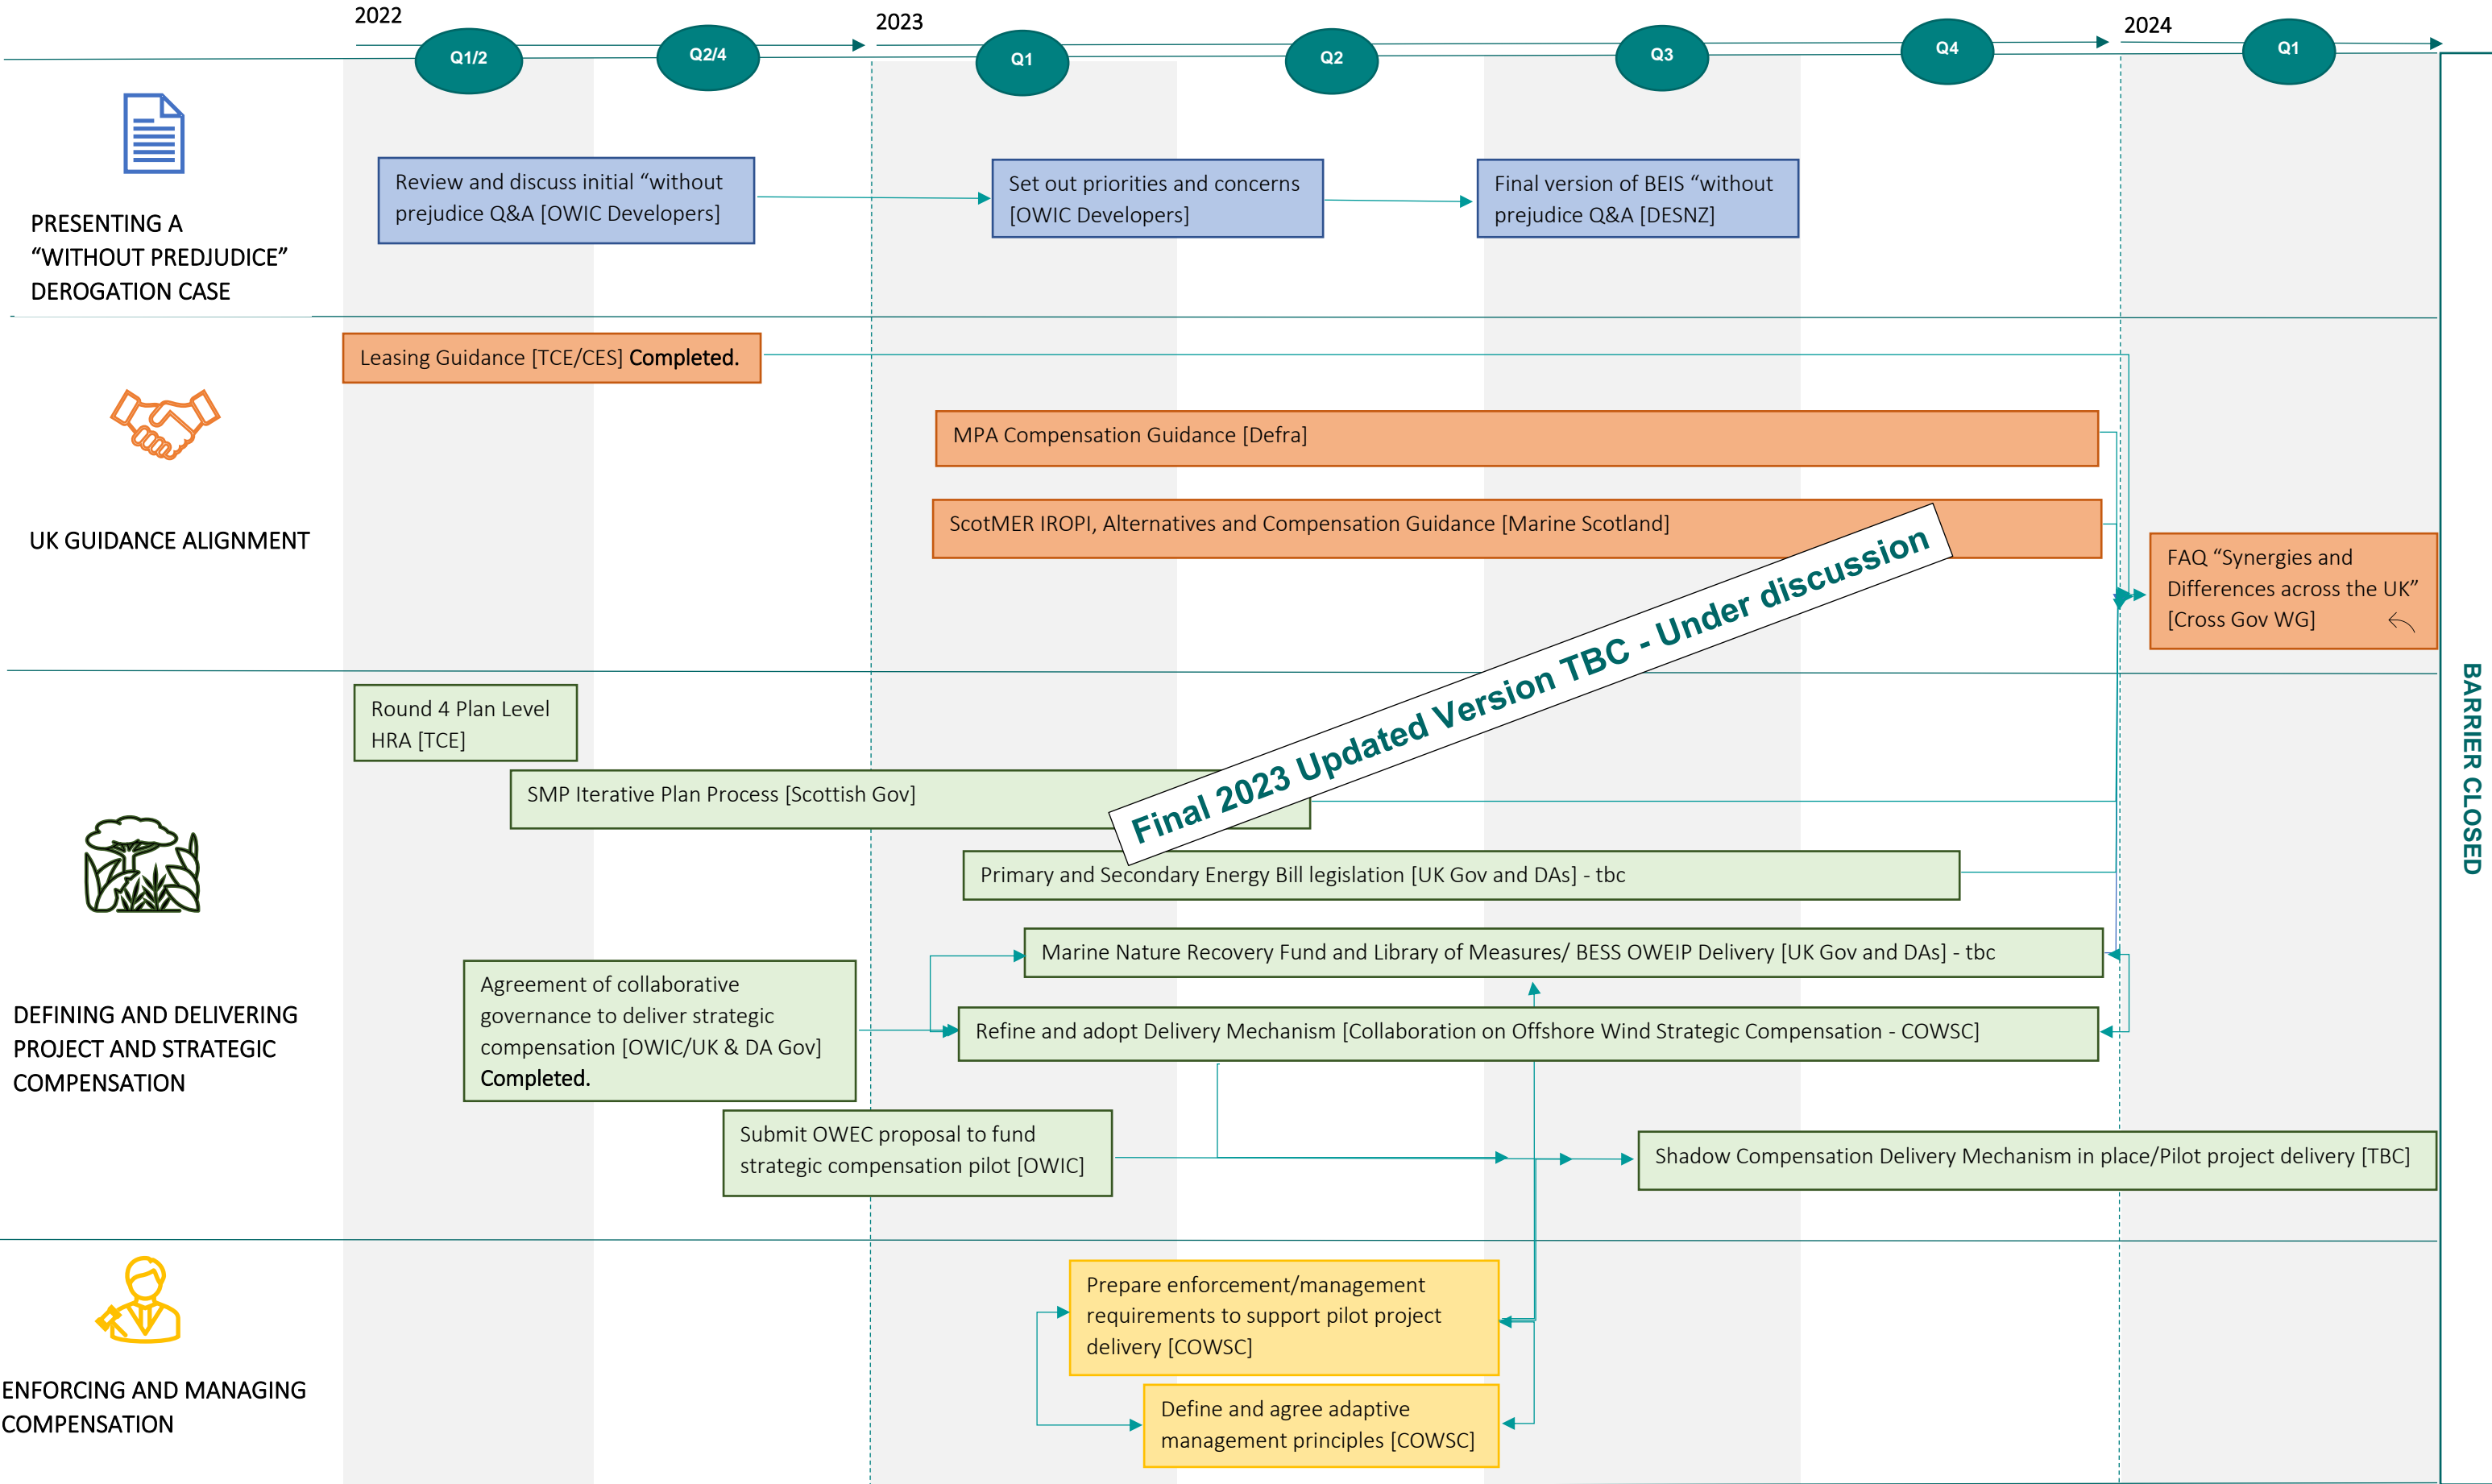 2022
2023
2024
Q1/2
Q2/4
Q1
Q2
Q3
Q4
Q1
PRESENTING A
“WITHOUT PREDJUDICE”
DEROGATION CASE
Review and discuss initial “without
prejudice Q&A [OWIC Developers]
Set out priorities and concerns
[OWIC Developers]
Final version of BEIS “without
prejudice Q&A [DESNZ]
UK GUIDANCE ALIGNMENT
Leasing Guidance [TCE/CES] Completed.
MPA Compensation Guidance [Defra]
ScotMER IROPI, Alternatives and Compensation Guidance [Marine Scotland]
FAQ “Synergies and
Differences across the UK”
[Cross Gov WG]
Final 2023 Updated Version TBC - Under discussion
DEFINING AND DELIVERING
PROJECT AND STRATEGIC
COMPENSATION
Round 4 Plan Level
HRA [TCE]
SMP Iterative Plan Process [Scottish Gov]
Primary and Secondary Energy Bill legislation [UK Gov and DAs] - tbc
Marine Nature Recovery Fund and Library of Measures/ BESS OWEIP Delivery [UK Gov and DAs] - tbc
Agreement of collaborative
governance to deliver strategic
compensation [OWIC/UK & DA Gov]
Completed.
Refine and adopt Delivery Mechanism [Collaboration on Offshore Wind Strategic Compensation - COWSC]
Submit OWEC proposal to fund
strategic compensation pilot [OWIC]
Shadow Compensation Delivery Mechanism in place/Pilot project delivery [TBC]
ENFORCING AND MANAGING
COMPENSATION
Prepare enforcement/management
requirements to support pilot project
delivery [COWSC]
Define and agree adaptive
management principles [COWSC]
BARRIER CLOSED